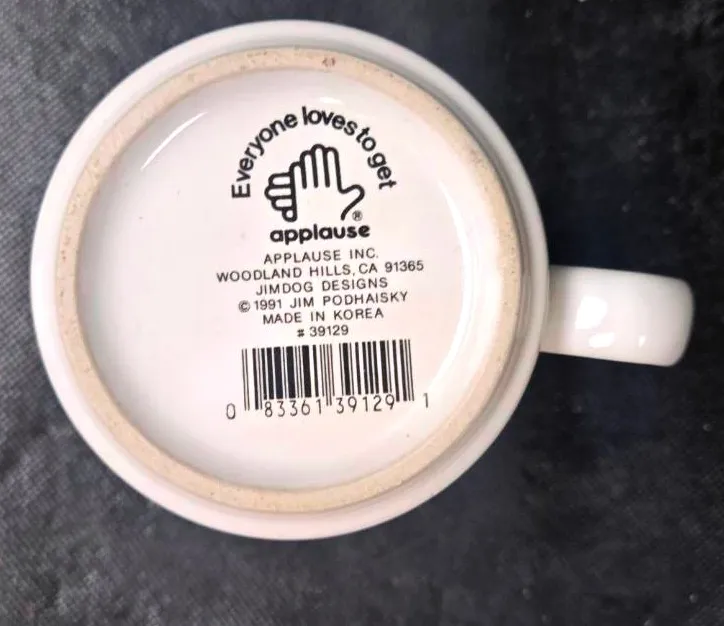 Everyone loves to get
®
applause
APPLAUSE INC.
WOODLAND HILLS, CA 91365
JIMDOG DESIGNS
© 1991 JIM PODHAISKY
MADE IN KOREA
# 39129
0 83361 39129 1